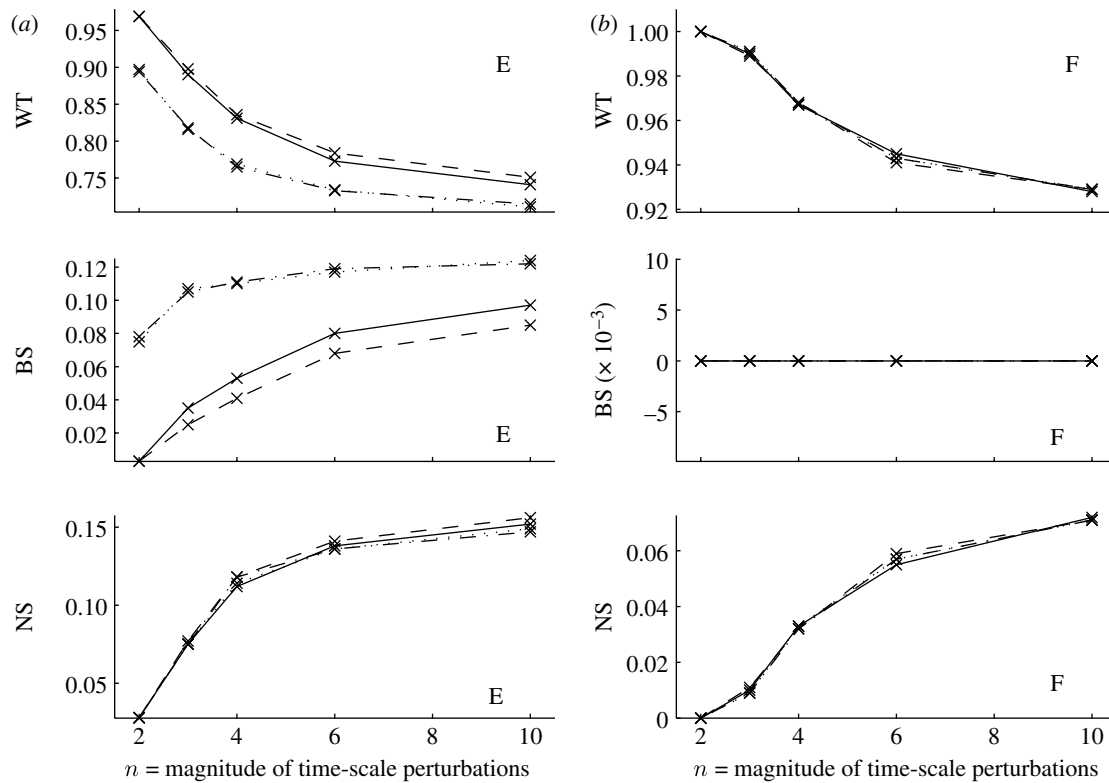 (a)
0.95
0.90
0.85
0.80
0.75
WT
E
(b)
1.00
0.98
0.96
0.94
0.92
WT
F
0.12
0.10
0.08
0.06
0.04
0.02
BS
E
10
5
0
−5
BS (× 10−3)
F
0.15
0.10
0.05
NS
E
2 4 6 8 10
n = magnitude of time-scale perturbations
0.06
0.04
0.02
0
NS
F
2 4 6 8 10
n = magnitude of time-scale perturbations